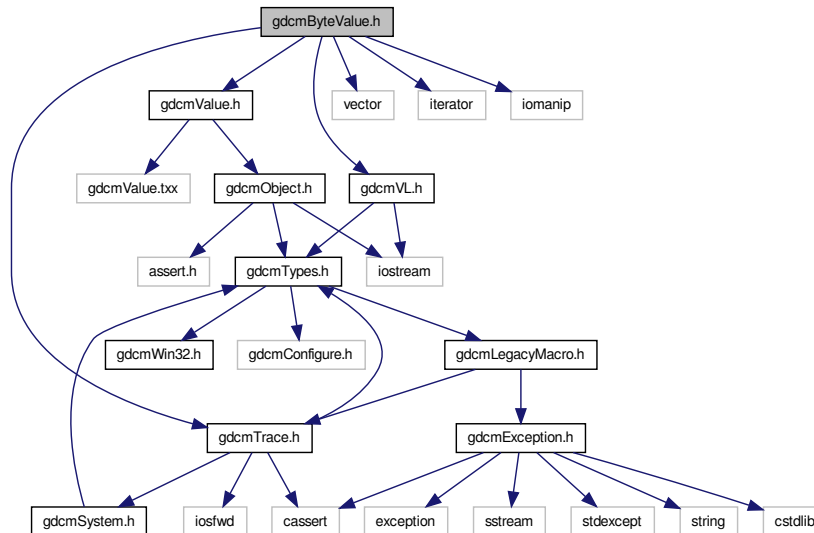 gdcmByteValue.h
gdcmValue.h
vector
iterator
iomanip
gdcmValue.txx
gdcmObject.h
gdcmVL.h
assert.h
gdcmTypes.h
iostream
gdcmWin32.h
gdcmConfigure.h
gdcmLegacyMacro.h
gdcmTrace.h
gdcmException.h
gdcmSystem.h
iosfwd
cassert
exception
sstream
stdexcept
string
cstdlib